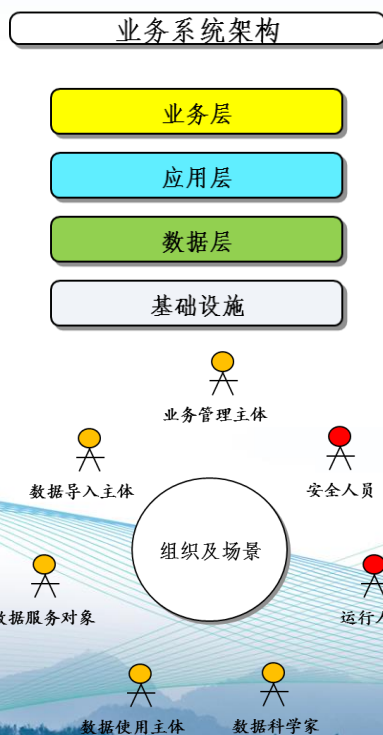 业务系统架构
业务层
应用层
数据层
基础设施
业务管理主体
数据导入主体
安全人员
组织及场景
数据服务对象
运行人
数据使用主体
数据科学家